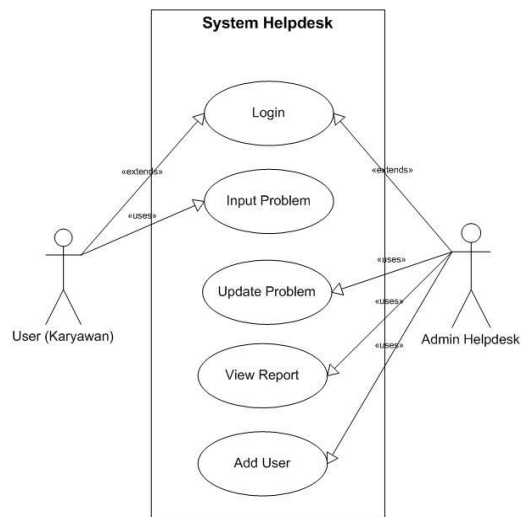 System Helpdesk
Login
«extends»
«extends»
Input Problem
«uses»
User (Karyawan)
Admin Helpdesk
«uses»
Update Problem
«uses»
«uses»
View Report
Add User